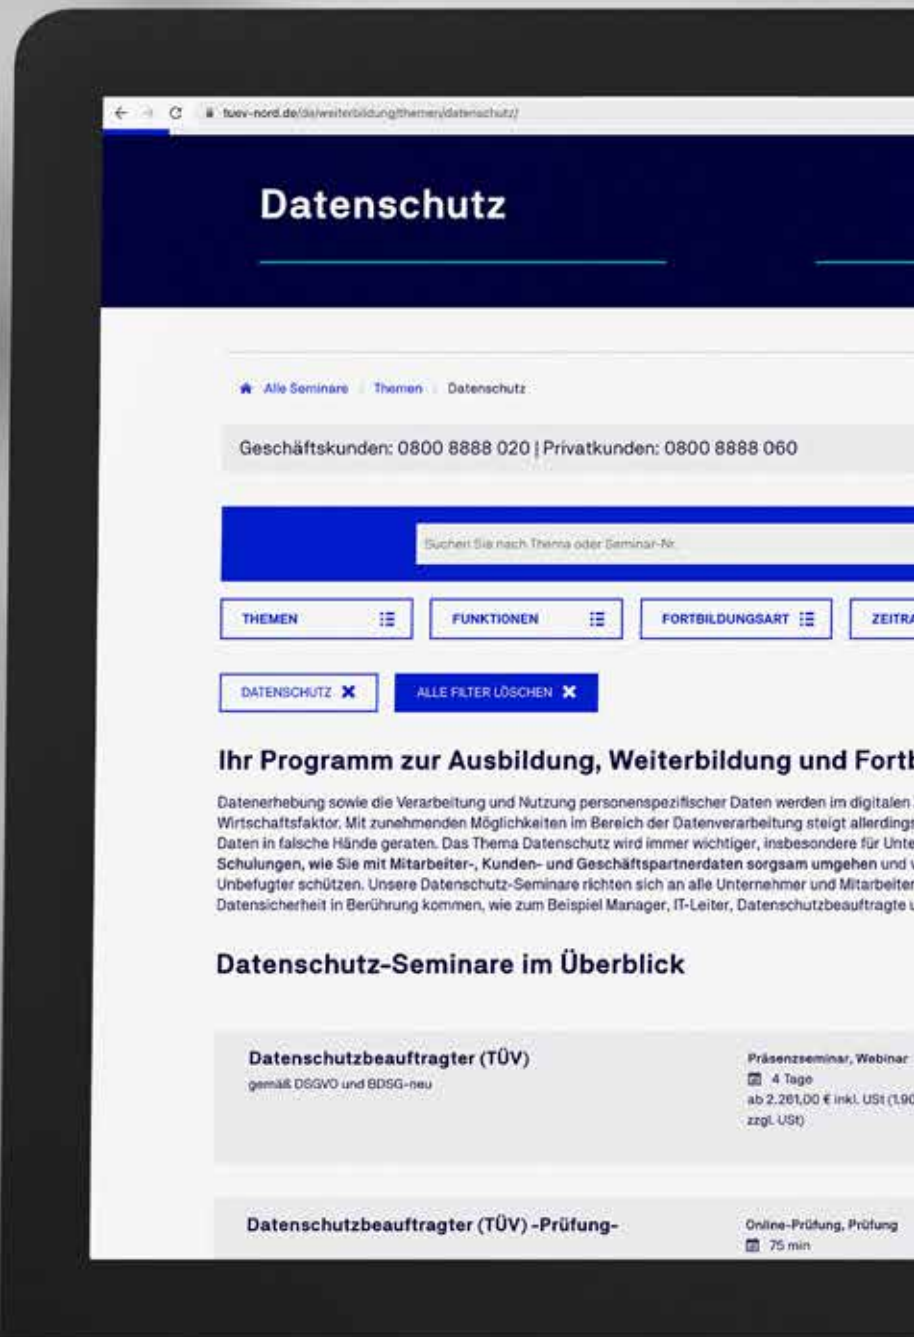 tuev-nord.de/de/weiterbildung/themen/datenschutz/
Datenschutz
Alle Seminare Themen Datenschutz
Geschäftskunden: 0800 8888 020 | Privatkunden: 0800 8888 060
Suchen Sie nach Thema oder Seminar-Nr.
THEMEN FUNKTIONEN FORTBILDUNGSART ZEITRA
DATENSCHUTZ ALLE FILTER LÖSCHEN
Ihr Programm zur Ausbildung, Weiterbildung und Fortb
Datenerhebung sowie die Verarbeitung und Nutzung personenspezifischer Daten werden im digitalen
Wirtschaftsfaktor. Mit zunehmenden Möglichkeiten im Bereich der Datenverarbeitung steigt allerdings
Daten in falsche Hände geraten. Das Thema Datenschutz wird immer wichtiger, insbesondere für Unte
Schulungen, wie Sie mit Mitarbeiter-, Kunden- und Geschäftspartnerdaten sorgsam umgehen und v
Unbefugter schützen. Unsere Datenschutz-Seminare richten sich an alle Unternehmer und Mitarbeiter
Datensicherheit in Berührung kommen, wie zum Beispiel Manager, IT-Leiter, Datenschutzbeauftragte u
Datenschutz-Seminare im Überblick
Datenschutzbeauftragter (TÜV)
gemäß DSGVO und BDSG-neu
Präsenzseminar, Webinar
4 Tage
ab 2.261,00 € inkl. USt (1.90
zzgl. USt)
Datenschutzbeauftragter (TÜV) -Prüfung-
Online-Prüfung, Prüfung
75 min